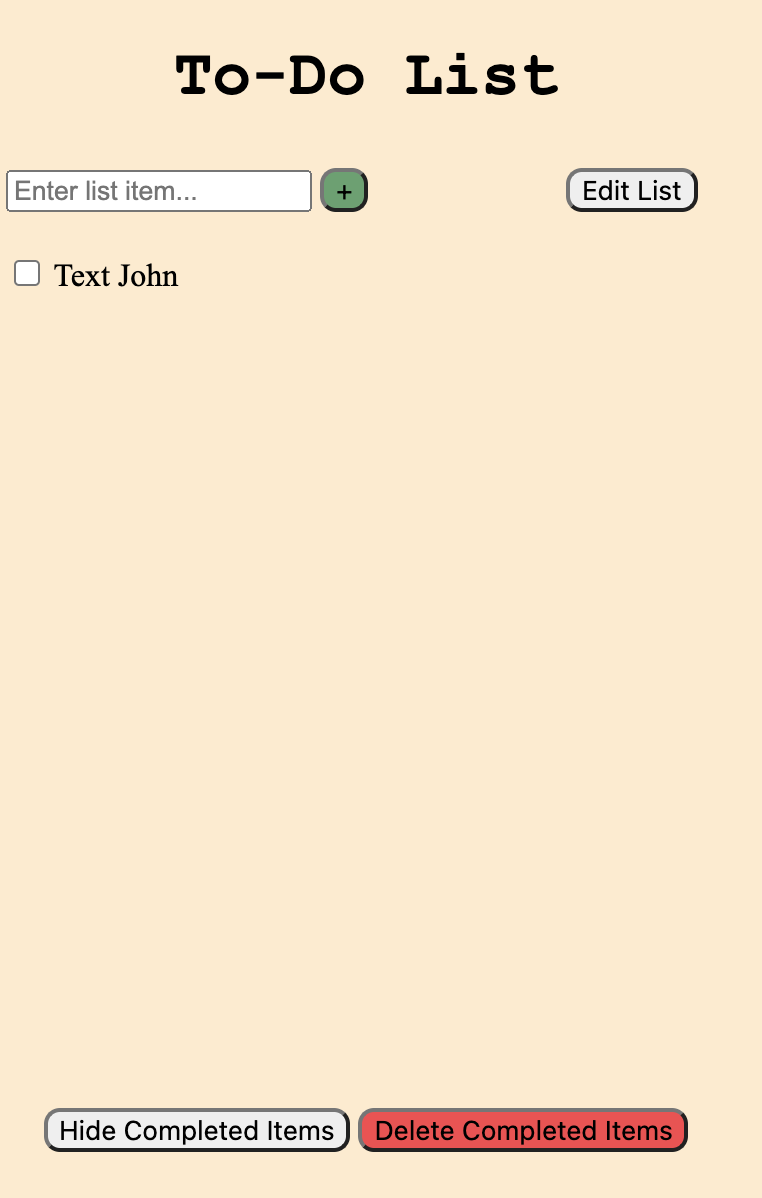 To-Do List
Enter list item... + Edit List
Text John
Hide Completed Items Delete Completed Items